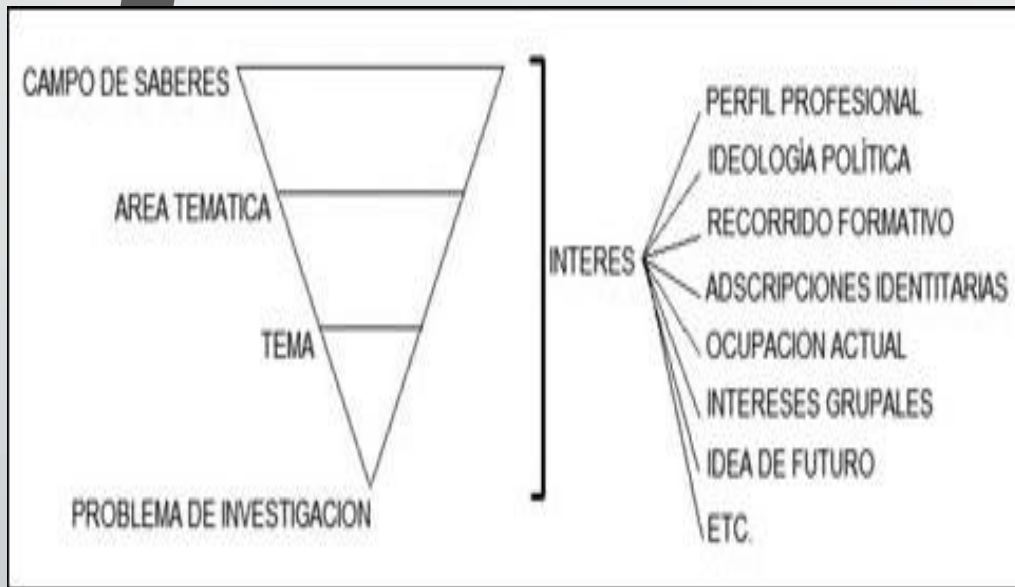 CAMPO DE SABERES
AREA TEMATICA
TEMA
PROBLEMA DE INVESTIGACION
INTERES
PERFIL PROFESIONAL
IDEOLOGÍA POLÍTICA
RECORRIDO FORMATIVO
ADSCRIPCIONES IDENTITARIAS
OCUPACION ACTUAL
INTERESES GRUPALES
IDEA DE FUTURO
ETC.